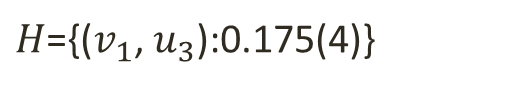 𝐻={(𝑣₁, 𝑢₃):0.175(4)}